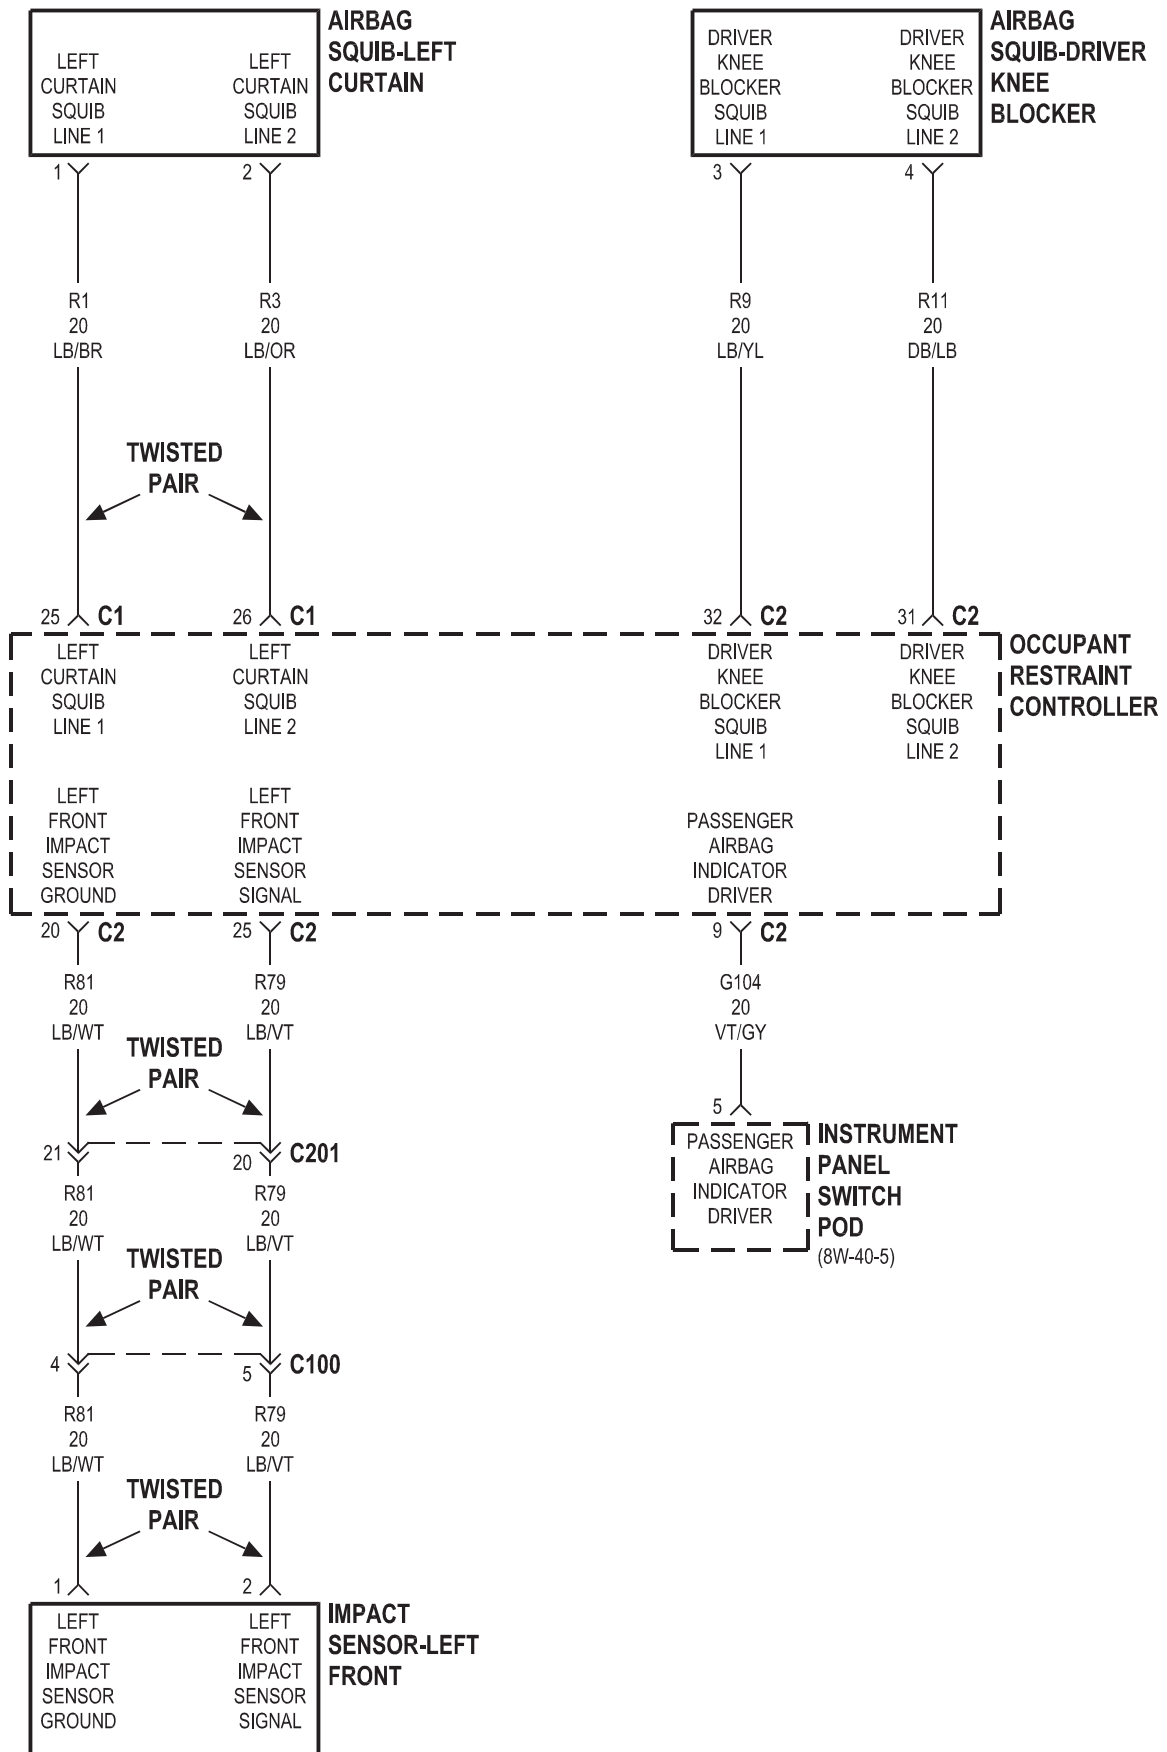 AIRBAG
SQUIB-LEFT
CURTAIN
LEFT
CURTAIN
SQUIB
LINE 1
LEFT
CURTAIN
SQUIB
LINE 2
AIRBAG
SQUIB-DRIVER
KNEE
BLOCKER
DRIVER
KNEE
BLOCKER
SQUIB
LINE 1
DRIVER
KNEE
BLOCKER
SQUIB
LINE 2
1
2
3
4
R1
20
LB/BR
R3
20
LB/OR
R9
20
LB/YL
R11
20
DB/LB
TWISTED
PAIR
25 C1
26 C1
32 C2
31 C2
OCCUPANT
RESTRAINT
CONTROLLER
LEFT
CURTAIN
SQUIB
LINE 1
LEFT
CURTAIN
SQUIB
LINE 2
DRIVER
KNEE
BLOCKER
SQUIB
LINE 1
DRIVER
KNEE
BLOCKER
SQUIB
LINE 2
LEFT
FRONT
IMPACT
SENSOR
GROUND
LEFT
FRONT
IMPACT
SENSOR
SIGNAL
PASSENGER
AIRBAG
INDICATOR
DRIVER
20 C2
25 C2
9 C2
R81
20
LB/WT
R79
20
LB/VT
G104
20
VT/GY
TWISTED
PAIR
5
21
20
C201
PASSENGER
AIRBAG
INDICATOR
DRIVER
INSTRUMENT
PANEL
SWITCH
POD
(8W-40-5)
R81
20
LB/WT
R79
20
LB/VT
TWISTED
PAIR
4
5
C100
R81
20
LB/WT
R79
20
LB/VT
TWISTED
PAIR
1
2
LEFT
FRONT
IMPACT
SENSOR
GROUND
LEFT
FRONT
IMPACT
SENSOR
SIGNAL
IMPACT
SENSOR-LEFT
FRONT